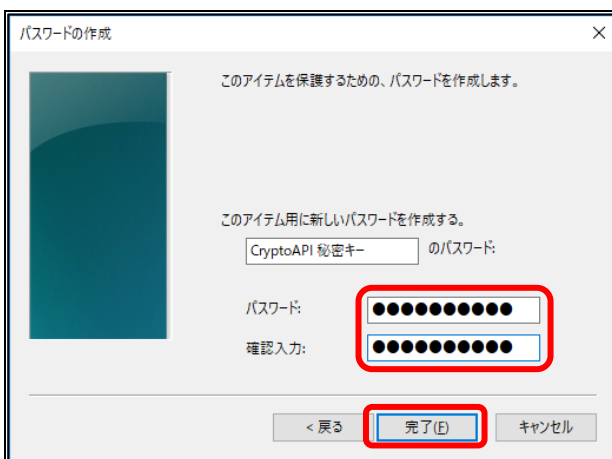 パスワードの作成
このアイテムを保護するための、パスワードを作成します。
このアイテム用に新しいパスワードを作成する。
CryptoAPI 秘密キー のパスワード:
パスワード: ●●●●●●●●●●
確認入力: ●●●●●●●●●●
< 戻る 完了(F) キャンセル